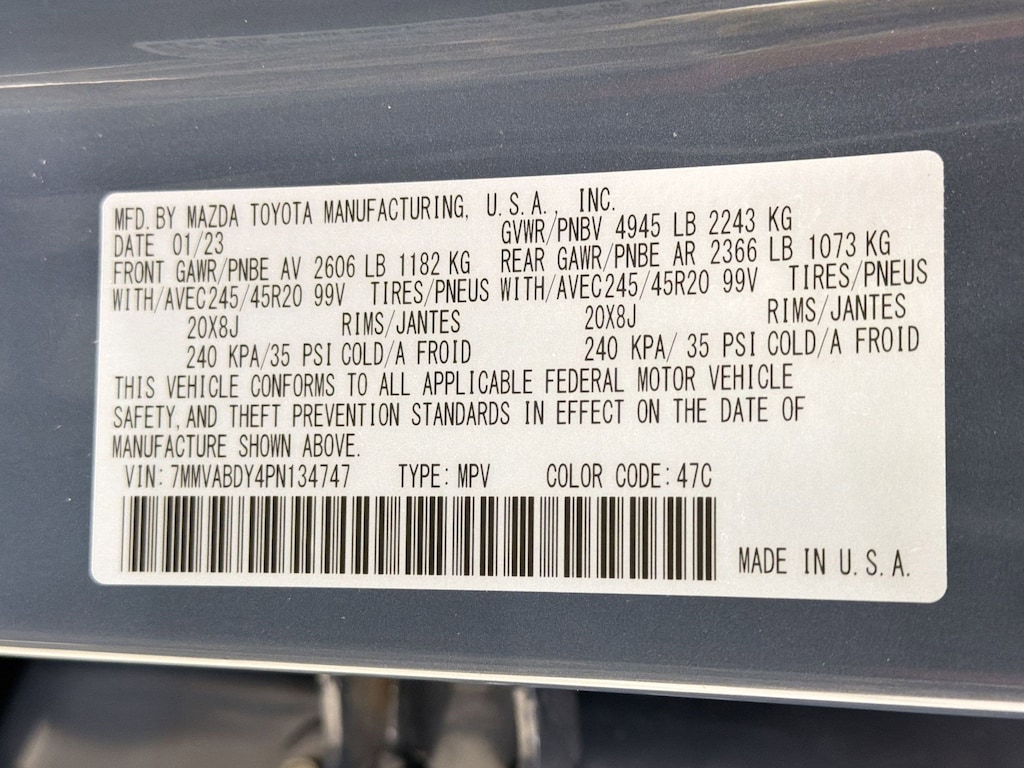 MFD. BY MAZDA TOYOTA MANUFACTURING, U.S.A., INC.
DATE 01/23 GVWR/PNBV 4945 LB 2243 KG
FRONT GAWR/PNBE AV 2606 LB 1182 KG REAR GAWR/PNBE AR 2366 LB 1073 KG
WITH/AVEC 245/45R20 99V TIRES/PNEUS WITH/AVEC 245/45R20 99V TIRES/PNEUS
20X8J RIMS/JANTES 20X8J RIMS/JANTES
240 KPA/35 PSI COLD/A FROID 240 KPA/ 35 PSI COLD/A FROID
THIS VEHICLE CONFORMS TO ALL APPLICABLE FEDERAL MOTOR VEHICLE
SAFETY, AND THEFT PREVENTION STANDARDS IN EFFECT ON THE DATE OF
MANUFACTURE SHOWN ABOVE.
VIN: 7MMVABDY4PN134747 TYPE: MPV COLOR CODE: 47C
MADE IN U.S.A.